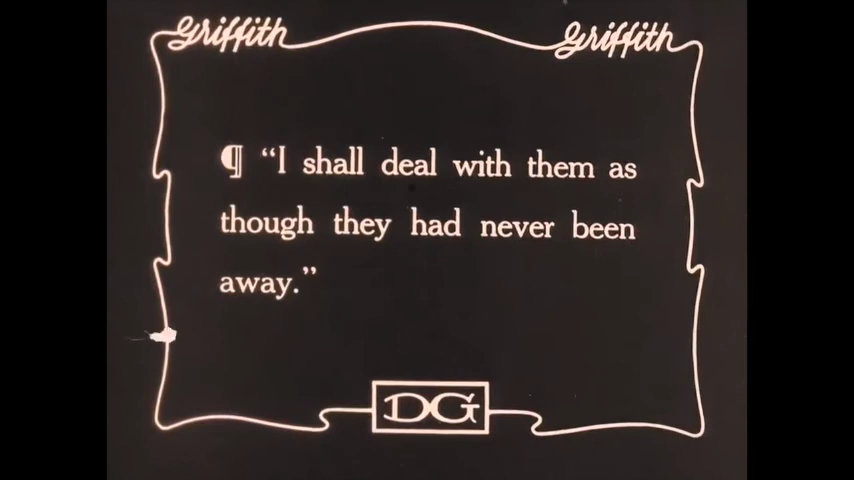 Griffith Griffith
¶ “I shall deal with them as
though they had never been
away.”
DG